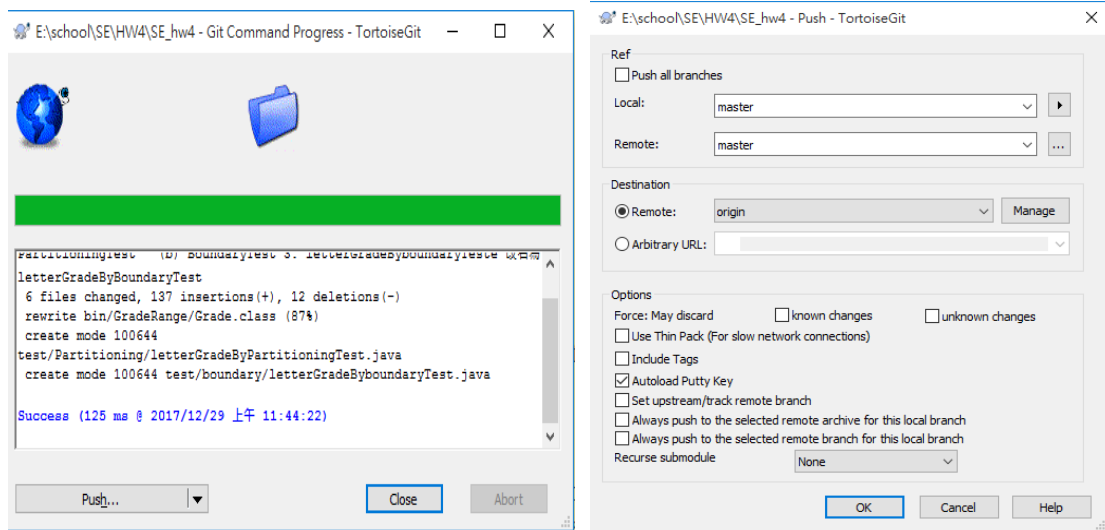 E:\school\SE\HW4\SE_hw4 - Git Command Progress - TortoiseGit
PartitioningTest (b) BoundaryTest 3. letterGradeByboundaryTeste
letterGradeByBoundaryTest
6 files changed, 137 insertions(+), 12 deletions(-)
rewrite bin/GradeRange/Grade.class (87%)
create mode 100644
test/Partitioning/letterGradeByPartitioningTest.java
create mode 100644 test/boundary/letterGradeByboundaryTest.java
Success (125 ms @ 2017/12/29 上午 11:44:22)
Push...
Close
Abort
E:\school\SE\HW4\SE_hw4 - Push - TortoiseGit
Ref
Push all branches
Local: master
Remote: master
...
Destination
Remote: origin Manage
Arbitrary URL:
Options
Force: May discard known changes unknown changes
Use Thin Pack (For slow network connections)
Include Tags
Autoload Putty Key
Set upstream/track remote branch
Always push to the selected remote archive for this local branch
Always push to the selected remote branch for this local branch
Recurse submodule None
OK Cancel Help